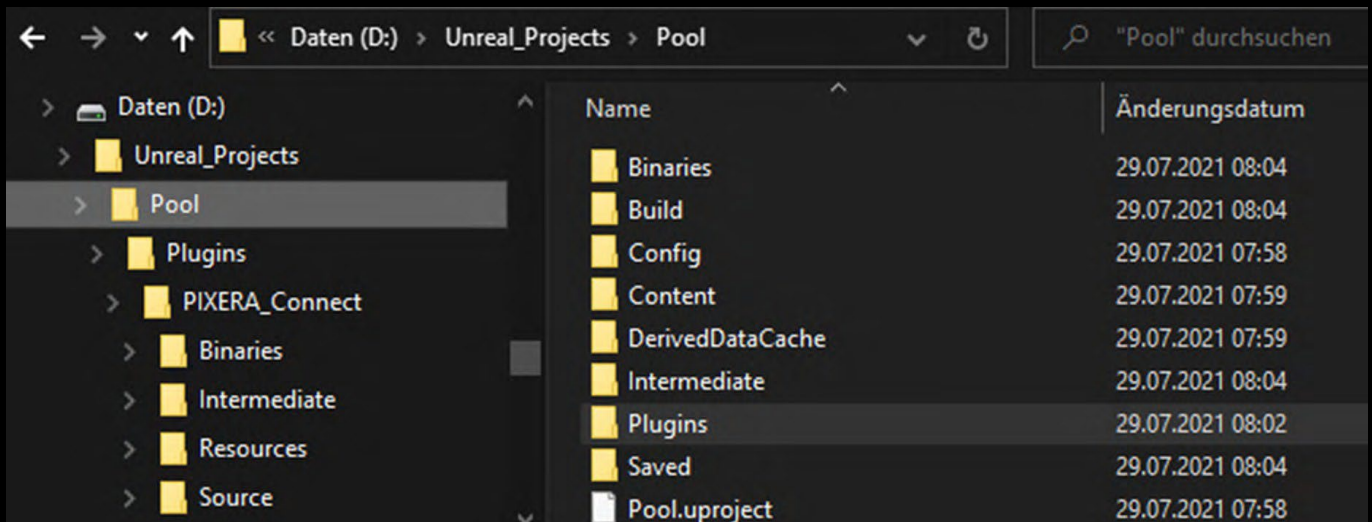 « Daten (D:) > Unreal_Projects > Pool
"Pool" durchsuchen
Daten (D:)
Unreal_Projects
Pool
Plugins
PIXERA_Connect
Binaries
Intermediate
Resources
Source
Name Änderungsdatum
Binaries 29.07.2021 08:04
Build 29.07.2021 08:04
Config 29.07.2021 07:58
Content 29.07.2021 07:59
DerivedDataCache 29.07.2021 07:59
Intermediate 29.07.2021 08:04
Plugins 29.07.2021 08:02
Saved 29.07.2021 08:04
Pool.uproject 29.07.2021 07:58